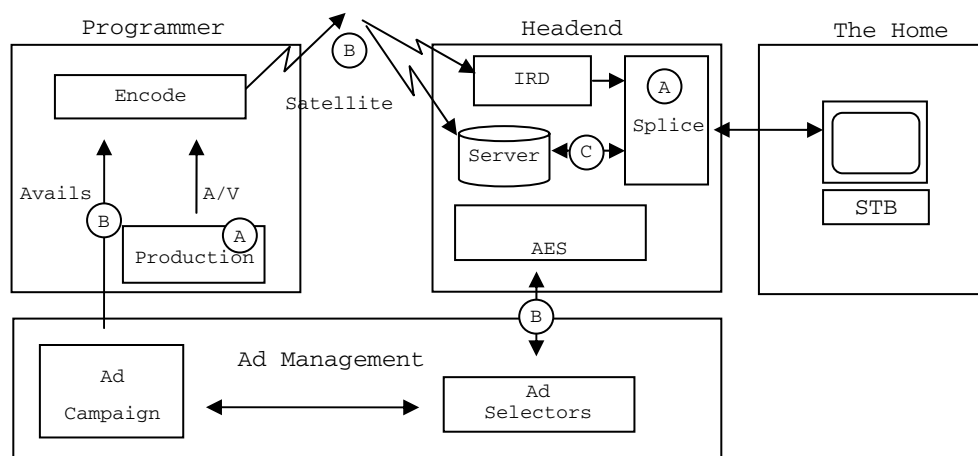 Programmer
Headend
The Home
Encode
B
Satellite
IRD
A
Splice
Server
C
STB
Avails
A/V
B
A
Production
AES
B
Ad Management
Ad
Campaign
Ad
Selectors